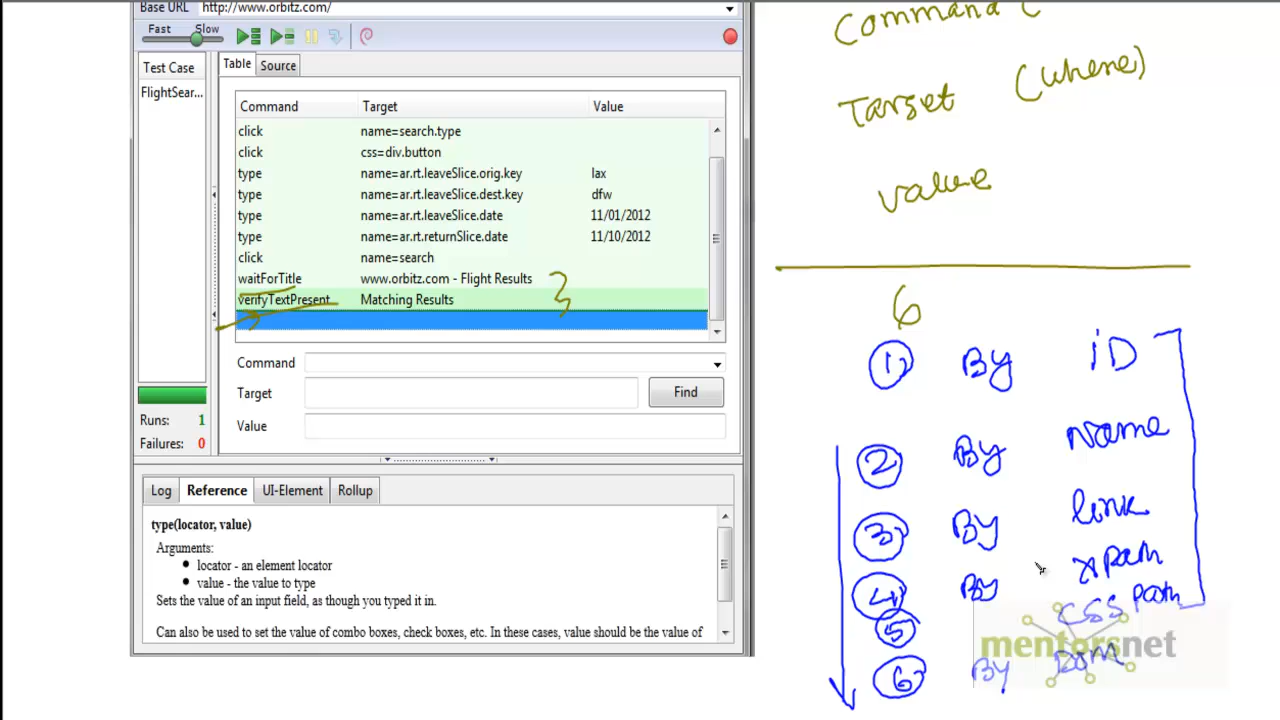 Base URL http://www.orbitz.com/
Fast Slow
Test Case
FlightSear...
Table Source
Command Target Value
click name=search.type
click css=div.button
type name=ar.rt.leaveSlice.orig.key lax
type name=ar.rt.leaveSlice.dest.key dfw
type name=ar.rt.leaveSlice.date 11/01/2012
type name=ar.rt.returnSlice.date 11/10/2012
click name=search
waitForTitle www.orbitz.com - Flight Results
verifyTextPresent Matching Results
Command
Target Find
Value
Runs: 1
Failures: 0
Log Reference UI-Element Rollup
type(locator, value)
Arguments:
locator - an element locator
value - the value to type
Sets the value of an input field, as though you typed it in.
Can also be used to set the value of combo boxes, check boxes, etc. In these cases, value should be the value of
Command (
Target (where)
value
6
1 By iD
2 By Name
3 By link
4 By xPath
5 CSS Path
6 By DOM
mentorsnet